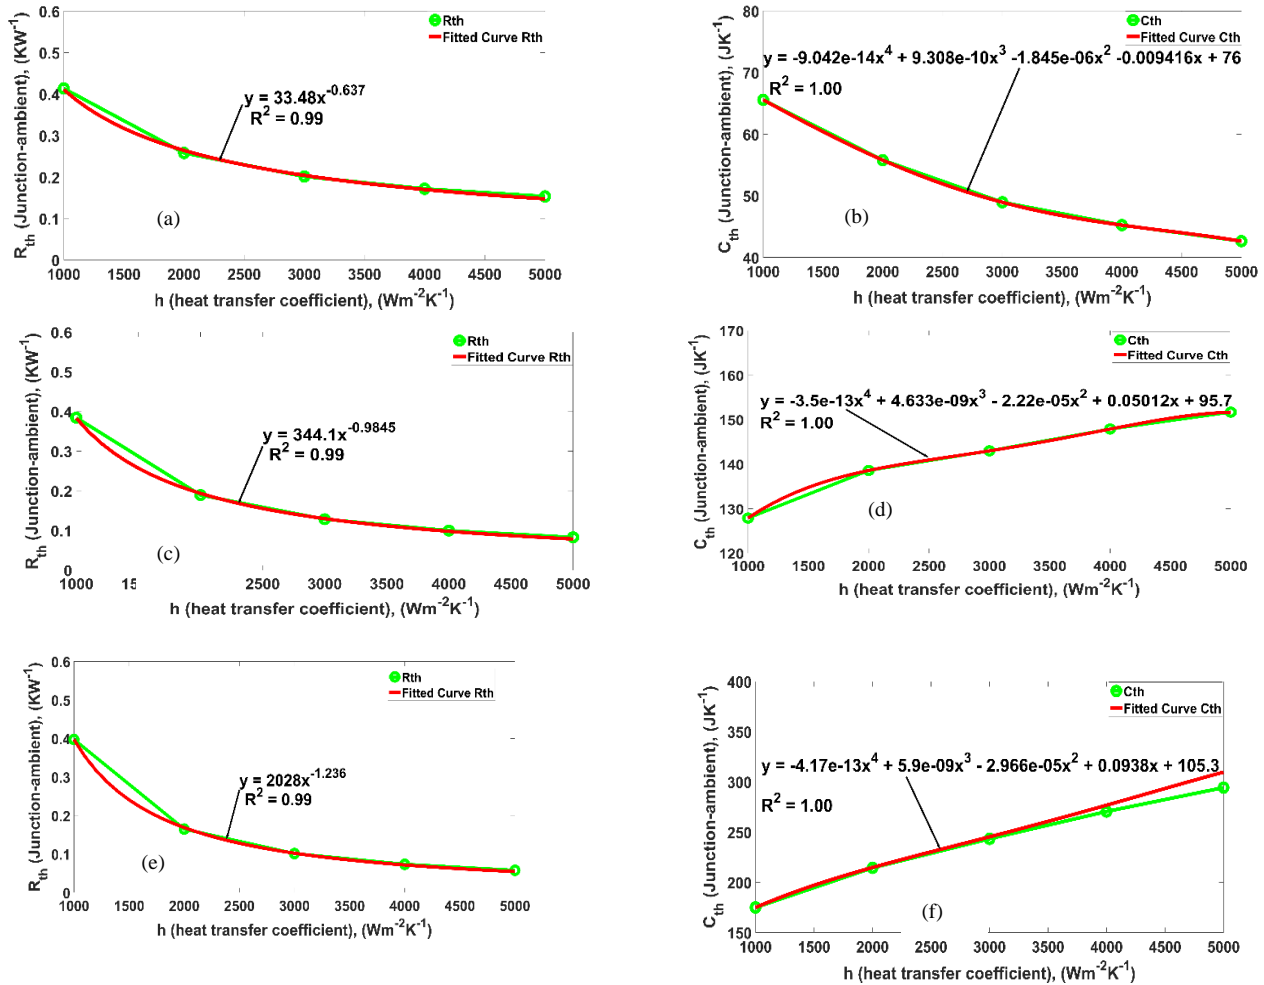 R_th (Junction-ambient), (KW^-1)
0.6
0.5
0.4
0.3
0.2
0.1
0
Rth
Fitted Curve Rth
y = 33.48x^-0.637
R^2 = 0.99
(a)
1000 1500 2000 2500 3000 3500 4000 4500 5000
h (heat transfer coefficient), (Wm^-2K^-1)
C_th (Junction-ambient), (JK^-1)
80
70
60
50
40
Cth
Fitted Curve Cth
y = -9.042e-14x^4 + 9.308e-10x^3 -1.845e-06x^2 -0.009416x + 76
R^2 = 1.00
(b)
1000 1500 2000 2500 3000 3500 4000 4500 5000
h (heat transfer coefficient), (Wm^-2K^-1)
R_th (Junction-ambient), (KW^-1)
0.6
0.5
0.4
0.3
0.2
0.1
0
Rth
Fitted Curve Rth
y = 344.1x^-0.9845
R^2 = 0.99
(c)
1000 15 2500 3000 3500 4000 4500 5000
h (heat transfer coefficient), (Wm^-2K^-1)
C_th (Junction-ambient), (JK^-1)
170
160
150
140
130
120
Cth
Fitted Curve Cth
y = -3.5e-13x^4 + 4.633e-09x^3 - 2.22e-05x^2 + 0.05012x + 95.7
R^2 = 1.00
(d)
1000 1500 2000 2500 3000 3500 4000 4500 5000
h (heat transfer coefficient), (Wm^-2K^-1)
R_th (Junction-ambient), (KW^-1)
0.6
0.5
0.4
0.3
0.2
0.1
0
Rth
Fitted Curve Rth
y = 2028x^-1.236
R^2 = 0.99
(e)
1000 1500 2000 2500 3000 3500 4000 4500 5000
h (heat transfer coefficient), (Wm^-2K^-1)
C_th (Junction-ambient), (JK^-1)
400
350
300
250
200
150
Cth
Fitted Curve Cth
y = -4.17e-13x^4 + 5.9e-09x^3 - 2.966e-05x^2 + 0.0938x + 105.3
R^2 = 1.00
(f)
1000 1500 2000 2500 3000 3500 4000 4500 5000
h (heat transfer coefficient), (Wm^-2K^-1)